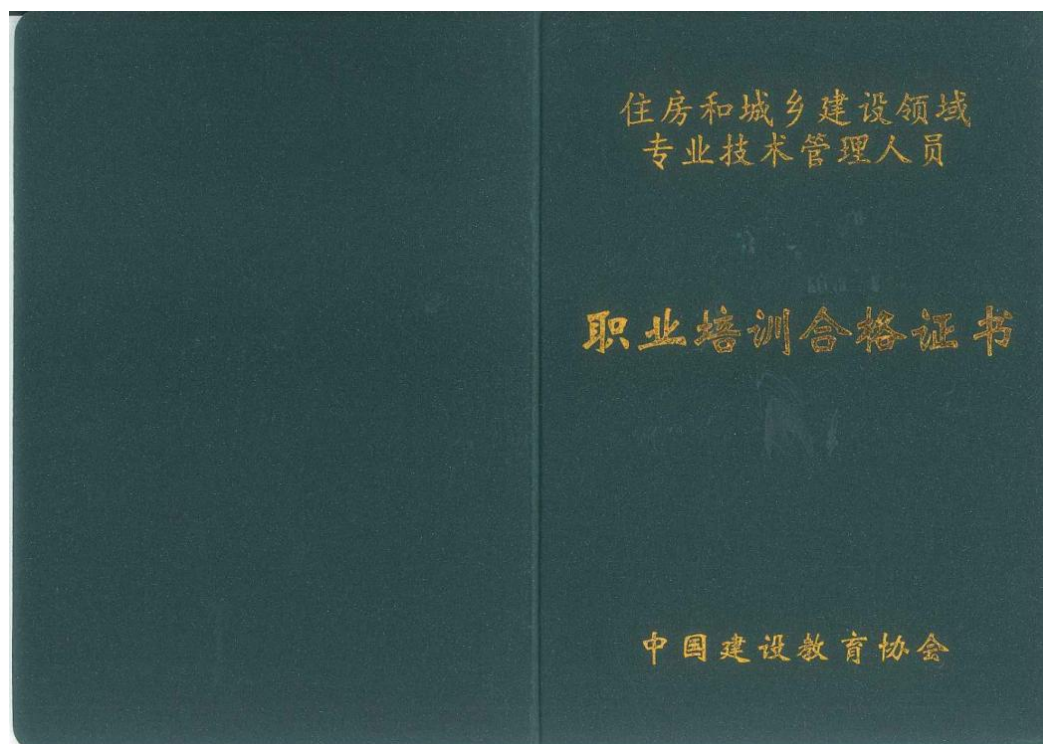 住房和城乡建设领域
专业技术管理人员
职业培训合格证书
中国建设教育协会